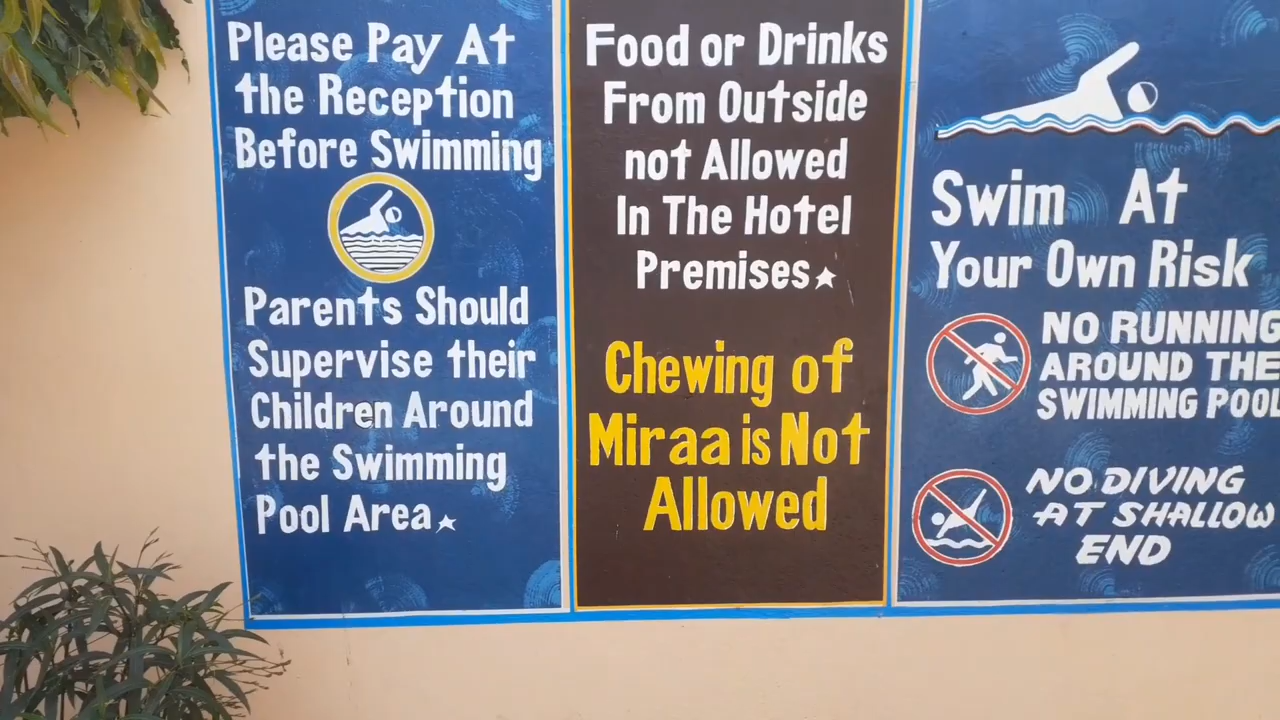 Please Pay At
the Reception
Before Swimming
Parents Should
Supervise their
Children Around
the Swimming
Pool Area
Food or Drinks
From Outside
not Allowed
In The Hotel
Premises
Chewing of
Miraa is Not
Allowed
Swim At
Your Own Risk
NO RUNNING
AROUND THE
SWIMMING POOL
NO DIVING
AT SHALLOW
END